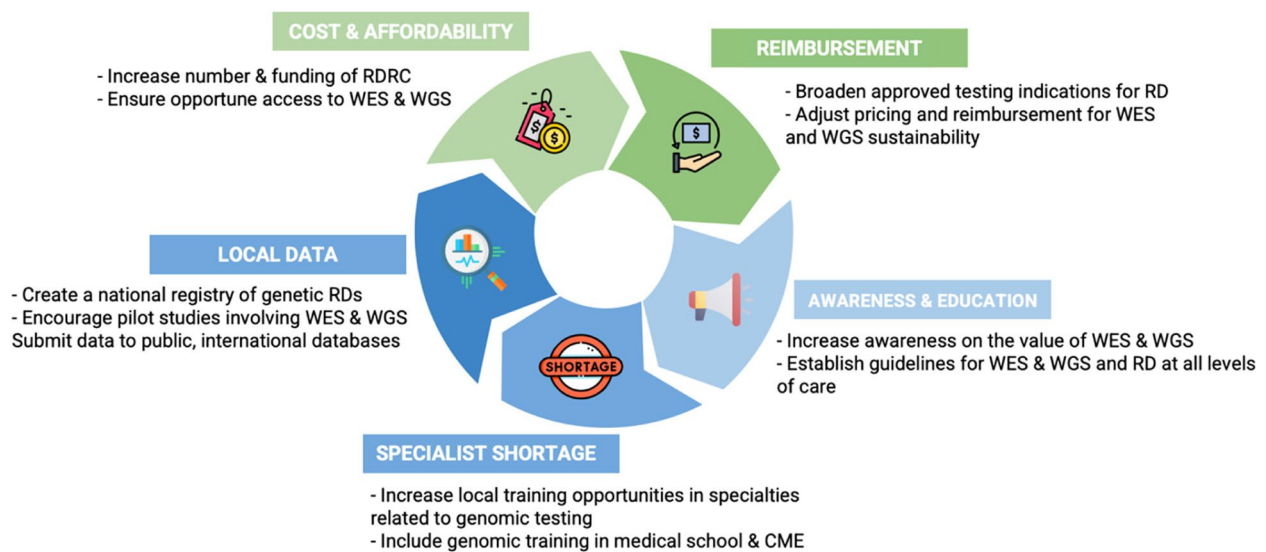 COST & AFFORDABILITY
- Increase number & funding of RDRC
- Ensure opportune access to WES & WGS
$
$
REIMBURSEMENT
- Broaden approved testing indications for RD
- Adjust pricing and reimbursement for WES
and WGS sustainability
$
AWARENESS & EDUCATION
- Increase awareness on the value of WES & WGS
- Establish guidelines for WES & WGS and RD at all levels
of care
SHORTAGE
SPECIALIST SHORTAGE
- Increase local training opportunities in specialties
related to genomic testing
- Include genomic training in medical school & CME
LOCAL DATA
- Create a national registry of genetic RDs
- Encourage pilot studies involving WES & WGS
Submit data to public, international databases